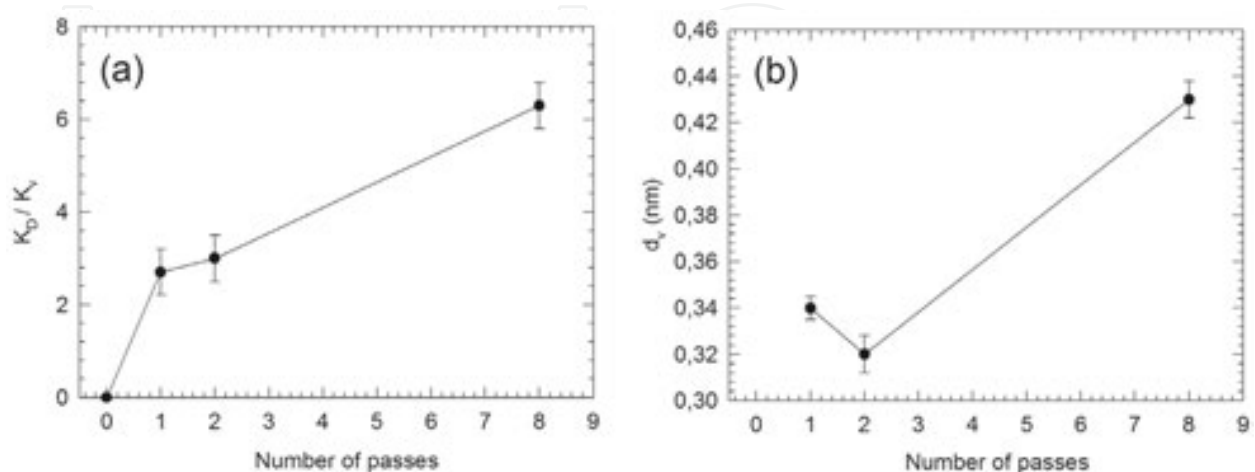 (a)
8
6
4
2
0
K_D / K_v
0 1 2 3 4 5 6 7 8 9
Number of passes
(b)
0,46
0,44
0,42
0,40
0,38
0,36
0,34
0,32
0,30
d_v (nm)
0 1 2 3 4 5 6 7 8 9
Number of passes